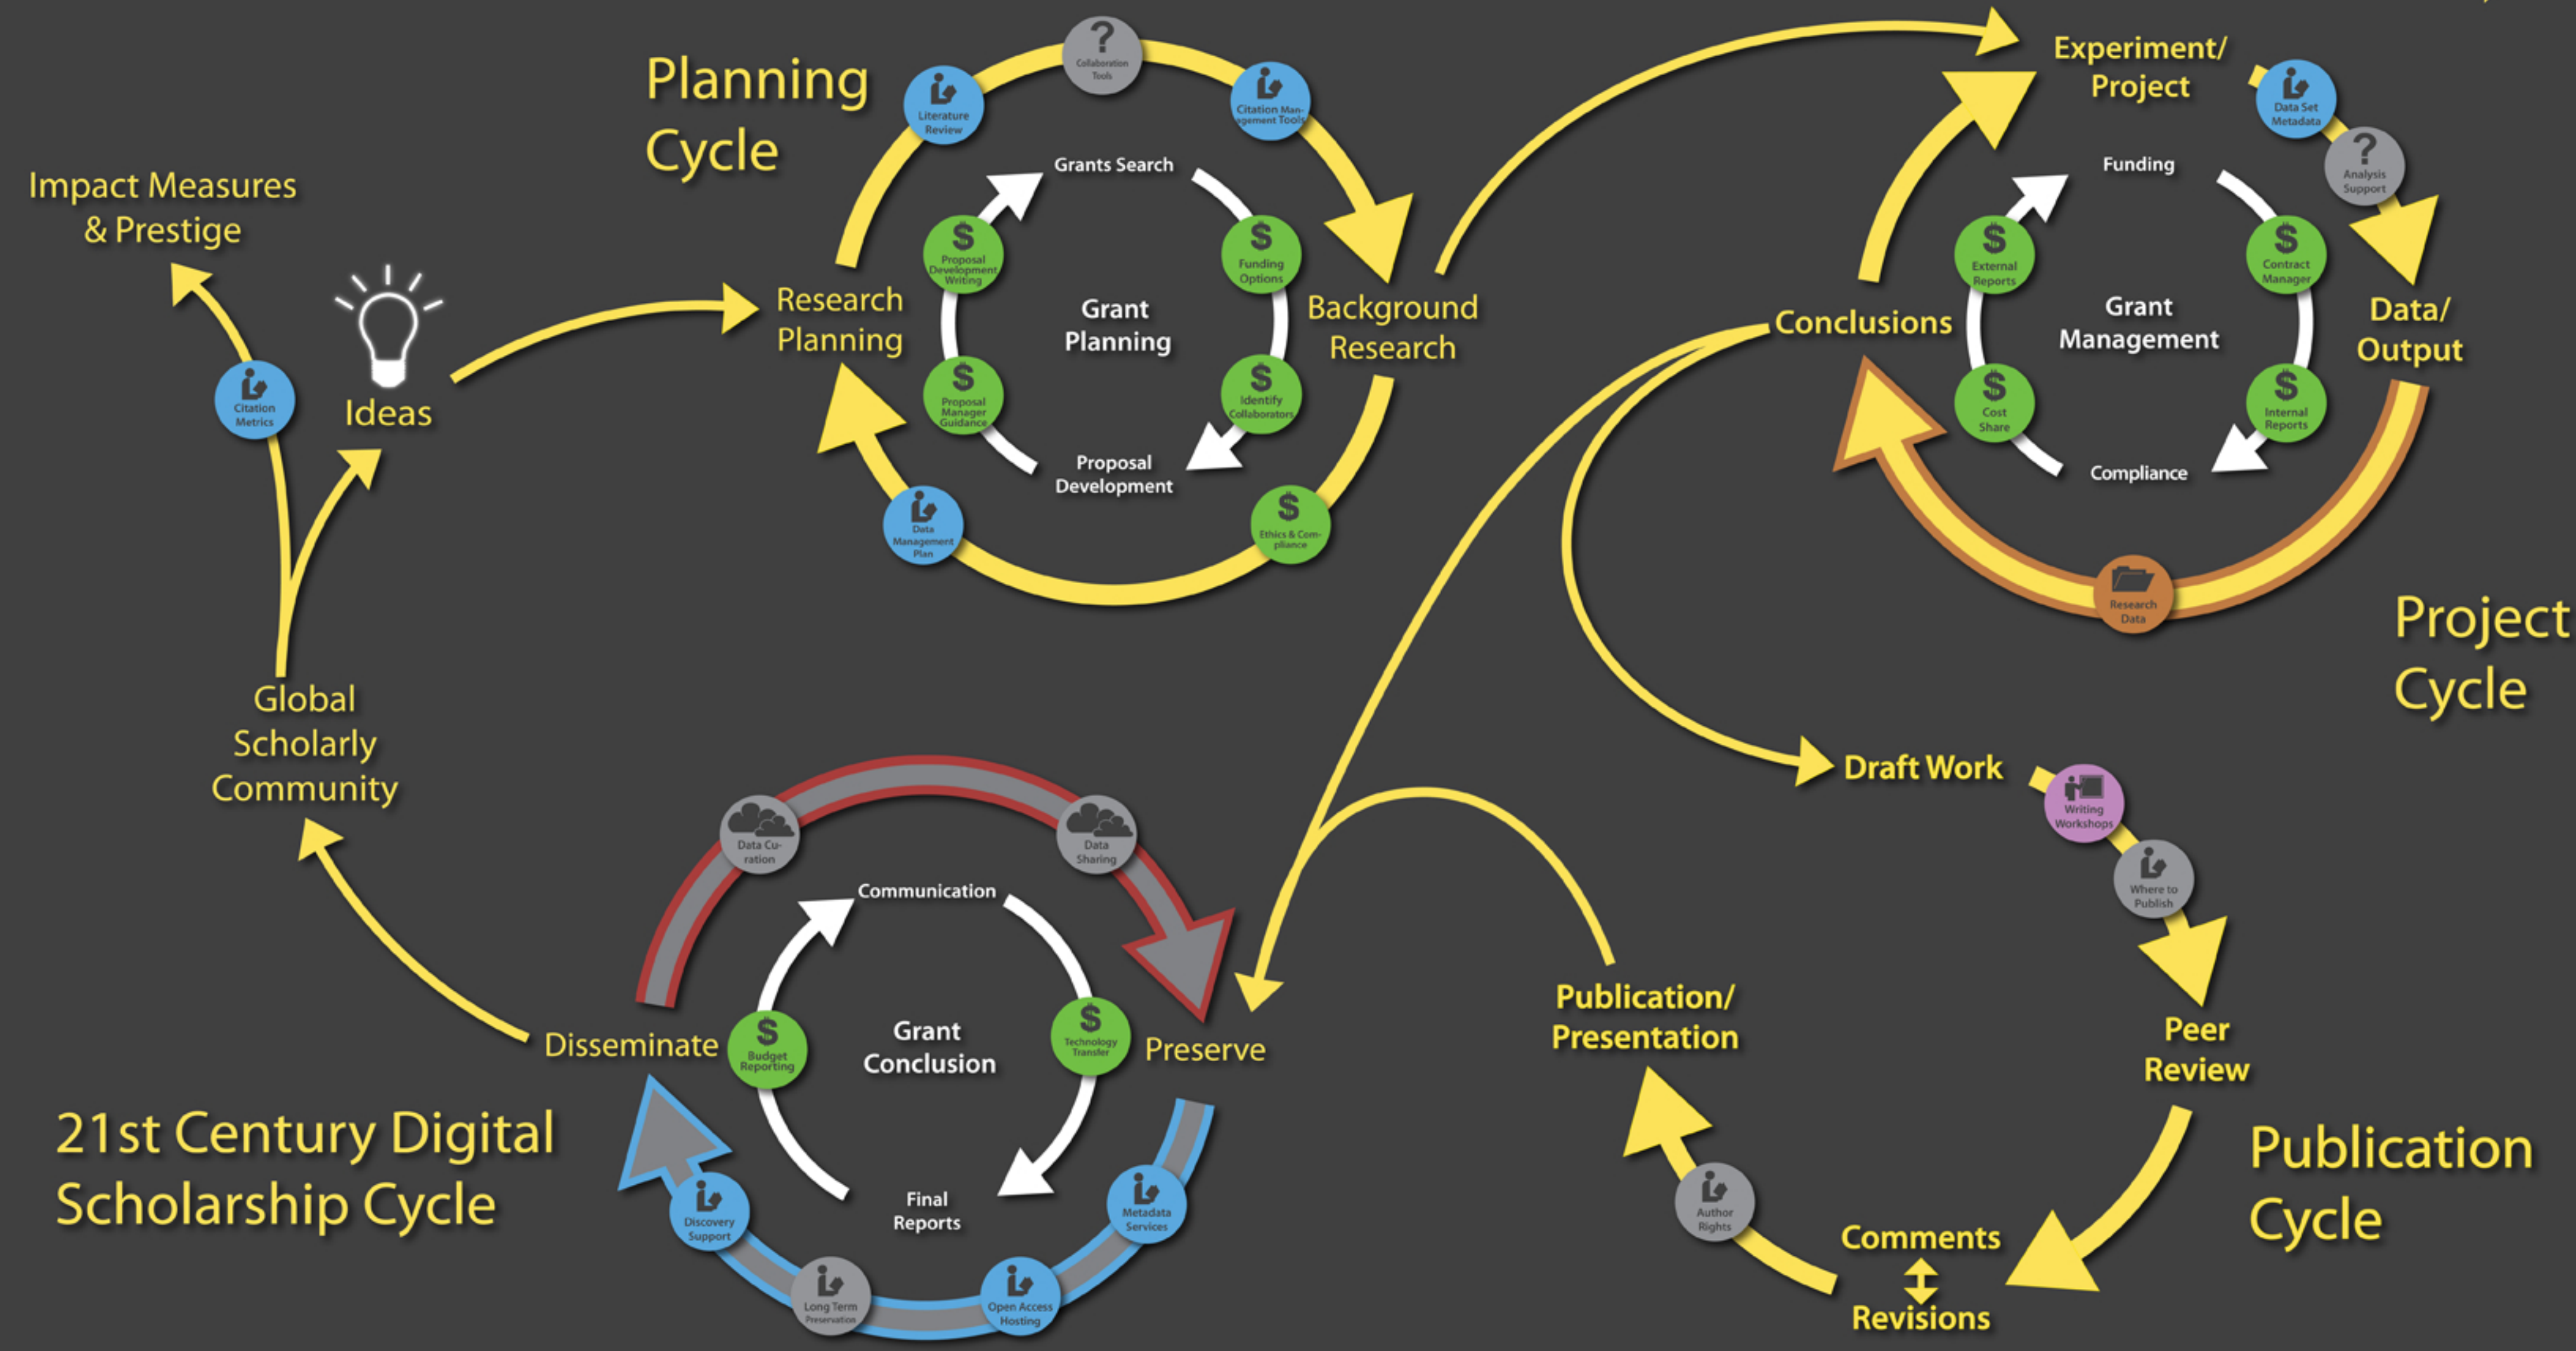 Planning
Cycle
?
Collaboration
Tools
Literature
Review
Citation Man-
agement Tools
Grants Search
$
Proposal
Development
Writing
$
Funding
Options
Grant
Planning
$
Proposal
Manager
Guidance
$
Identify
Collaborators
Proposal
Development
Research
Planning
Background
Research
Data
Management
Plan
$
Ethics & Com-
pliance
Impact Measures
& Prestige
Citation
Metrics
Ideas
Global
Scholarly
Community
Experiment/
Project
Data Set
Metadata
?
Analysis
Support
Funding
$
External
Reports
$
Contract
Manager
Grant
Management
$
Cost
Share
$
Internal
Reports
Compliance
Conclusions
Data/
Output
Research
Data
Project
Cycle
Draft Work
Writing
Workshops
Where to
Publish
Peer
Review
Publication/
Presentation
Author
Rights
Comments
Revisions
Publication
Cycle
Data Cu-
ration
Data
Sharing
Communication
Disseminate
$
Budget
Reporting
Grant
Conclusion
$
Technology
Transfer
Preserve
Final
Reports
Discovery
Support
Long Term
Preservation
Open Access
Hosting
Metadata
Services
21st Century Digital
Scholarship Cycle